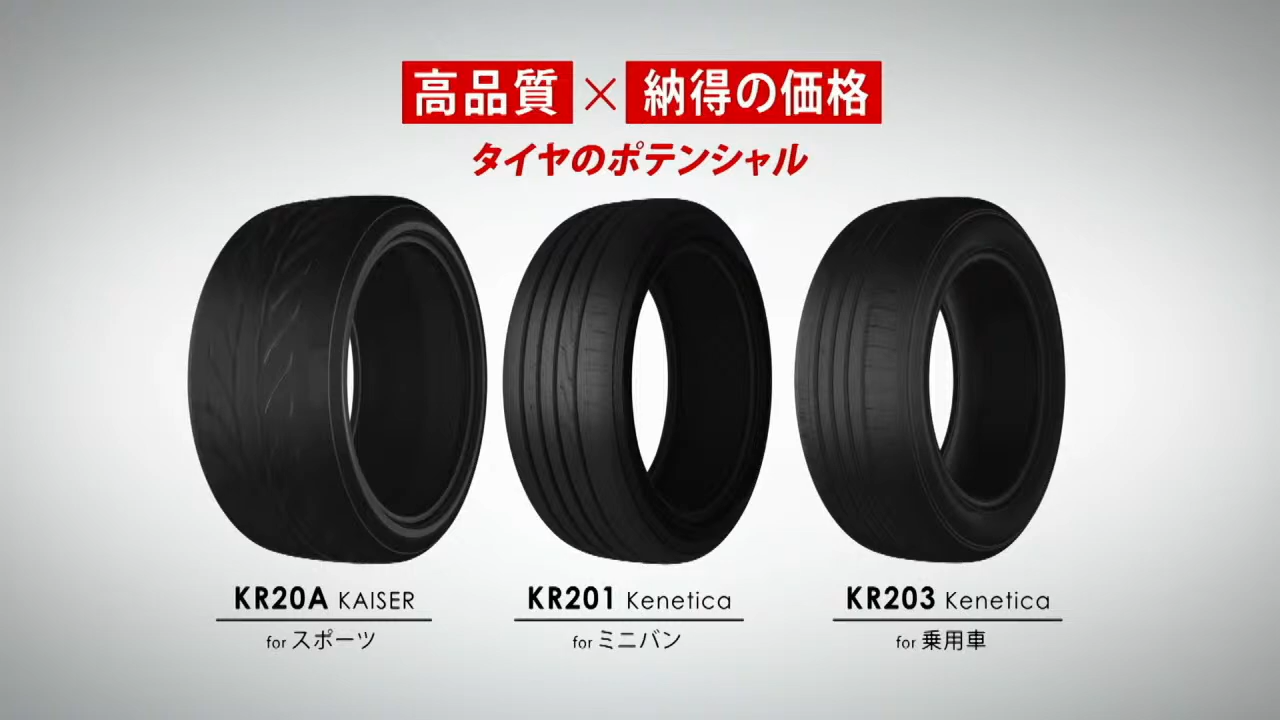 高品質×納得の価格
タイヤのポテンシャル
KR20A KAISER
for スポーツ
KR201 Kenetica
for ミニバン
KR203 Kenetica
for 乗用車